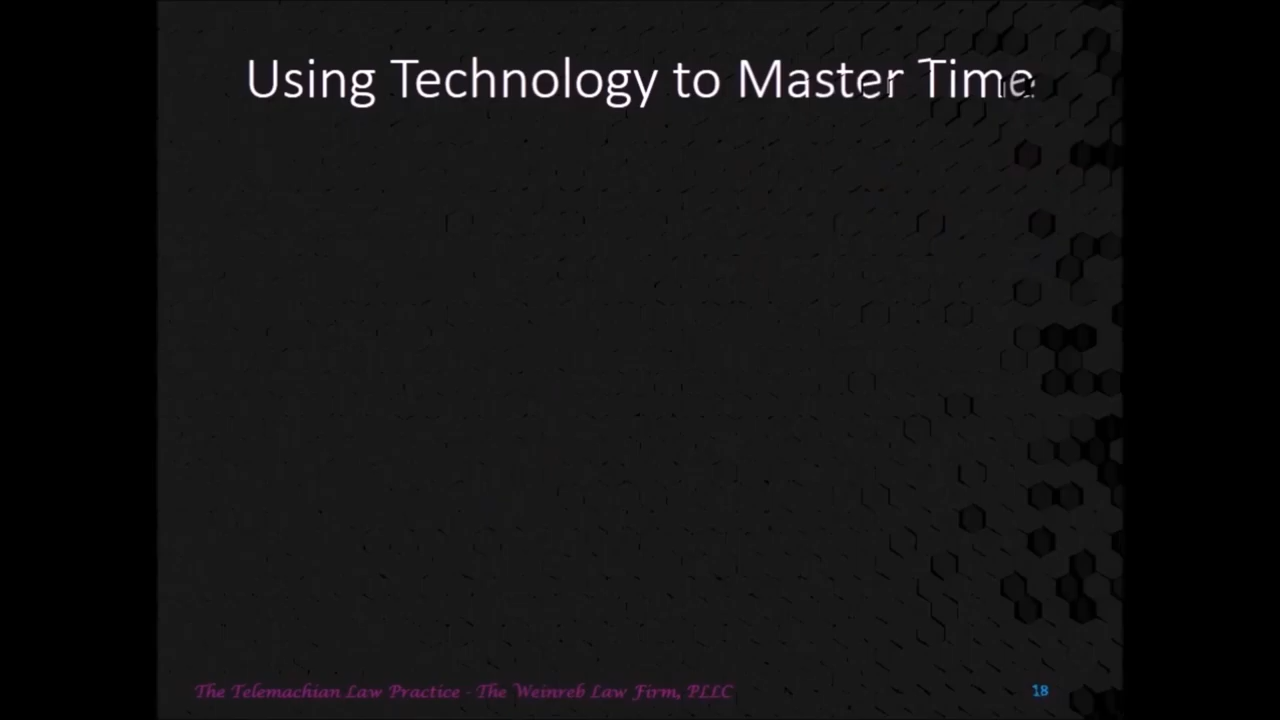 Using Technology to Master Time
The Telemachian Law Practice - The Weinreb Law Firm, PLLC
18